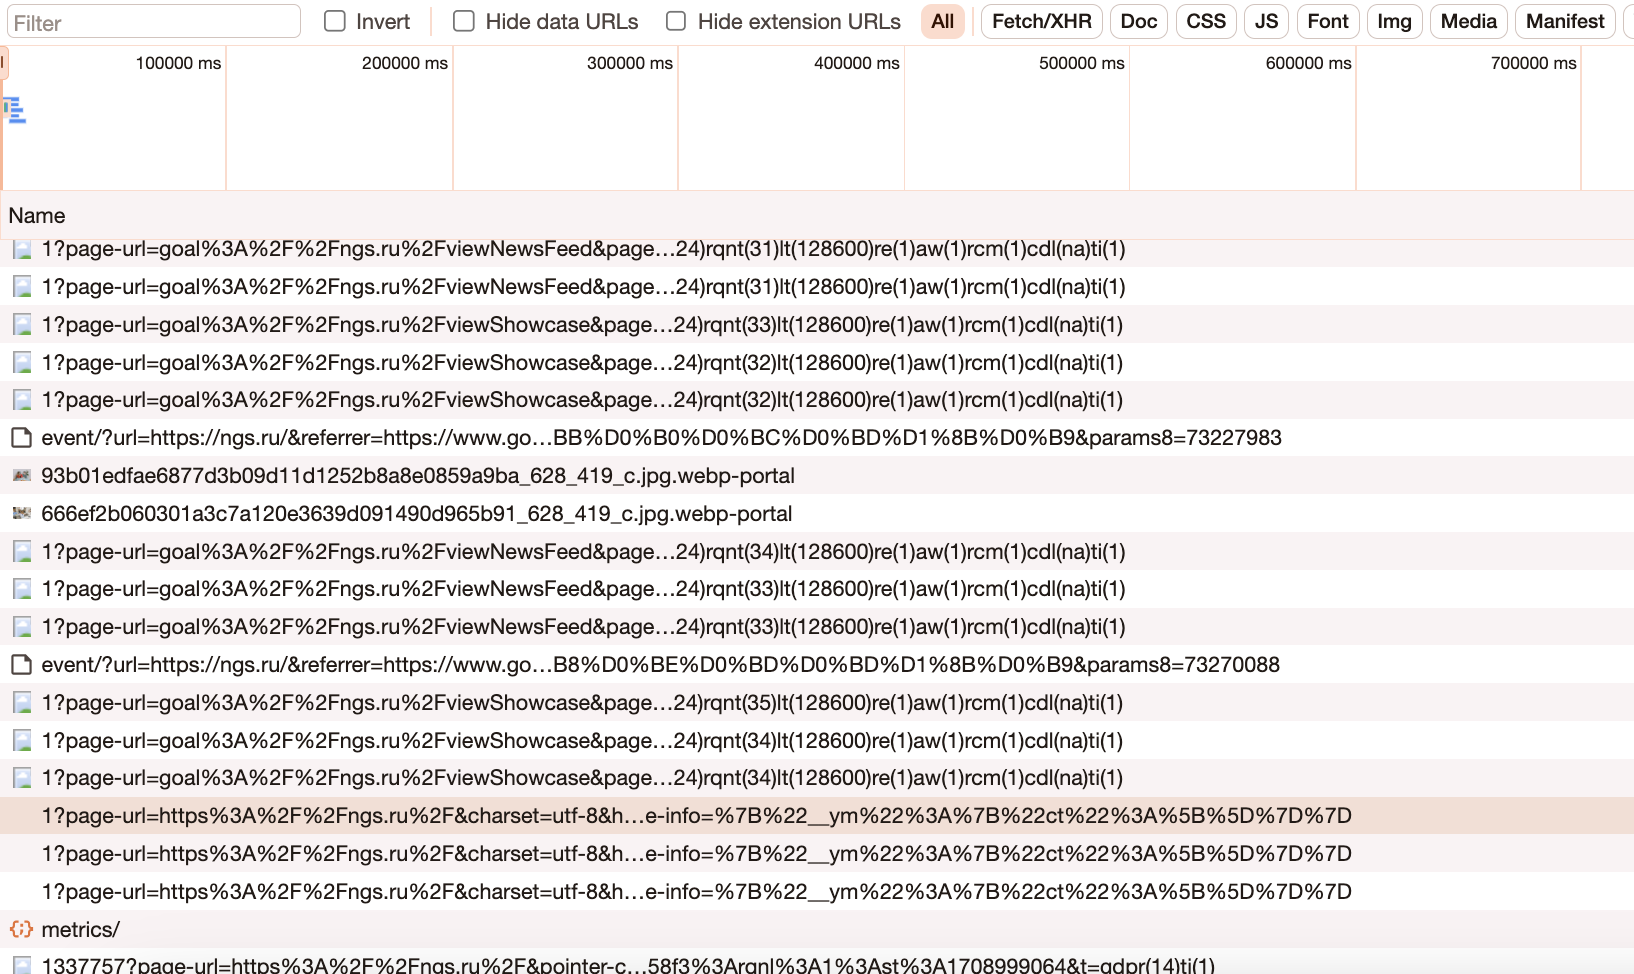 Filter Invert Hide data URLs Hide extension URLs All Fetch/XHR Doc CSS JS Font Img Media Manifest
100000 ms 200000 ms 300000 ms 400000 ms 500000 ms 600000 ms 700000 ms
Name
1?page-url=goal%3A%2F%2Fngs.ru%2FviewNewsFeed&page…24)rqnt(31)lt(128600)re(1)aw(1)rcm(1)cdl(na)ti(1)
1?page-url=goal%3A%2F%2Fngs.ru%2FviewNewsFeed&page…24)rqnt(31)lt(128600)re(1)aw(1)rcm(1)cdl(na)ti(1)
1?page-url=goal%3A%2F%2Fngs.ru%2FviewShowcase&page…24)rqnt(33)lt(128600)re(1)aw(1)rcm(1)cdl(na)ti(1)
1?page-url=goal%3A%2F%2Fngs.ru%2FviewShowcase&page…24)rqnt(32)lt(128600)re(1)aw(1)rcm(1)cdl(na)ti(1)
1?page-url=goal%3A%2F%2Fngs.ru%2FviewShowcase&page…24)rqnt(32)lt(128600)re(1)aw(1)rcm(1)cdl(na)ti(1)
event/?url=https://ngs.ru/&referrer=https://www.go…BB%D0%B0%D0%BC%D0%BD%D1%8B%D0%B9&params8=73227983
93b01edfae6877d3b09d11d1252b8a8e0859a9ba_628_419_c.jpg.webp-portal
666ef2b060301a3c7a120e3639d091490d965b91_628_419_c.jpg.webp-portal
1?page-url=goal%3A%2F%2Fngs.ru%2FviewNewsFeed&page…24)rqnt(34)lt(128600)re(1)aw(1)rcm(1)cdl(na)ti(1)
1?page-url=goal%3A%2F%2Fngs.ru%2FviewNewsFeed&page…24)rqnt(33)lt(128600)re(1)aw(1)rcm(1)cdl(na)ti(1)
1?page-url=goal%3A%2F%2Fngs.ru%2FviewNewsFeed&page…24)rqnt(33)lt(128600)re(1)aw(1)rcm(1)cdl(na)ti(1)
event/?url=https://ngs.ru/&referrer=https://www.go…B8%D0%BE%D0%BD%D0%BD%D1%8B%D0%B9&params8=73270088
1?page-url=goal%3A%2F%2Fngs.ru%2FviewShowcase&page…24)rqnt(35)lt(128600)re(1)aw(1)rcm(1)cdl(na)ti(1)
1?page-url=goal%3A%2F%2Fngs.ru%2FviewShowcase&page…24)rqnt(34)lt(128600)re(1)aw(1)rcm(1)cdl(na)ti(1)
1?page-url=goal%3A%2F%2Fngs.ru%2FviewShowcase&page…24)rqnt(34)lt(128600)re(1)aw(1)rcm(1)cdl(na)ti(1)
1?page-url=https%3A%2F%2Fngs.ru%2F&charset=utf-8&h…e-info=%7B%22__ym%22%3A%7B%22ct%22%3A%5B%5D%7D%7D
1?page-url=https%3A%2F%2Fngs.ru%2F&charset=utf-8&h…e-info=%7B%22__ym%22%3A%7B%22ct%22%3A%5B%5D%7D%7D
1?page-url=https%3A%2F%2Fngs.ru%2F&charset=utf-8&h…e-info=%7B%22__ym%22%3A%7B%22ct%22%3A%5B%5D%7D%7D
metrics/
1337757?page-url=https%3A%2F%2Fngs.ru%2F&pointer-c…58f3%3Arqnl%3A1%3Ast%3A1708999064&t=gdpr(14)ti(1)